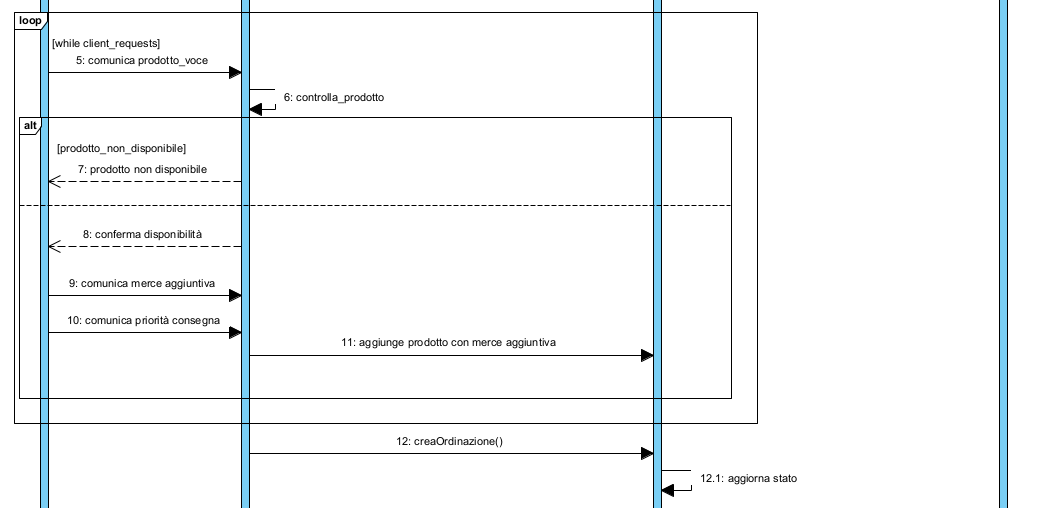 loop
[while client_requests]
5: comunica prodotto_voce
6: controlla_prodotto
alt
[prodotto_non_disponibile]
7: prodotto non disponibile
8: conferma disponibilità
9: comunica merce aggiuntiva
10: comunica priorità consegna
11: aggiunge prodotto con merce aggiuntiva
12: creaOrdinazione()
12.1: aggiorna stato